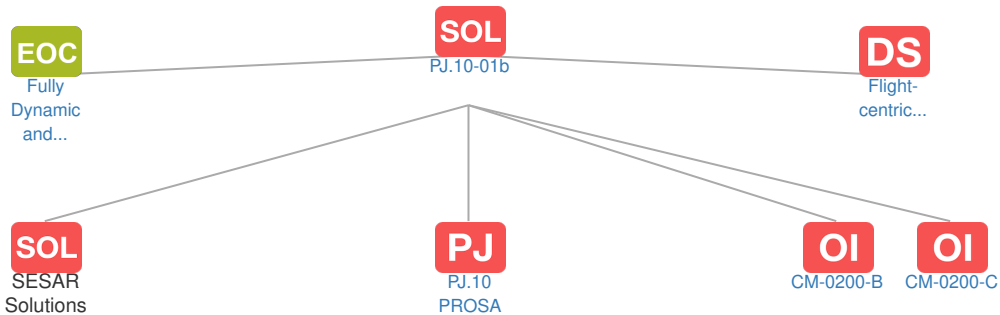 EOC
Fully
Dynamic
and...
SOL
PJ.10-01b
DS
Flight-
centric...
SOL
SESAR
Solutions
PJ
PJ.10
PROSA
OI
CM-0200-B
OI
CM-0200-C